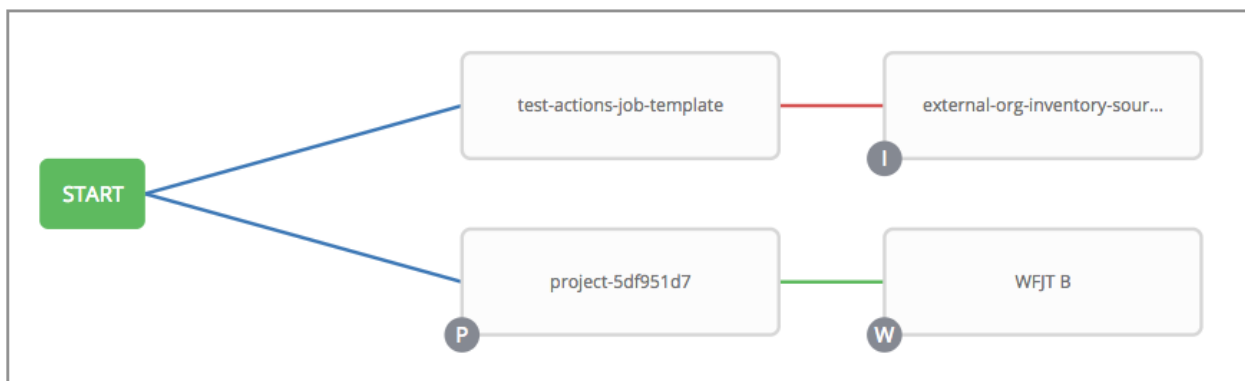 test-actions-job-template
external-org-inventory-sour...
I
START
project-5df951d7
WFJT B
P
W